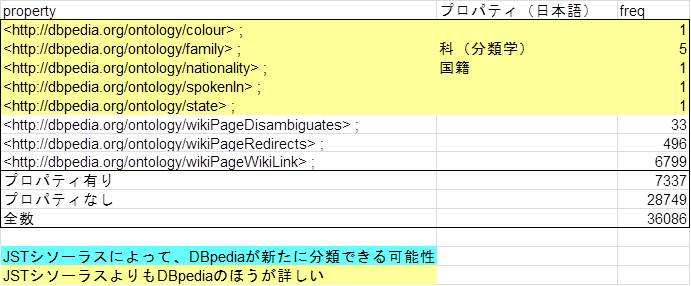 property プロパティ（日本語） freq
<http://dbpedia.org/ontology/colour> ; 1
<http://dbpedia.org/ontology/family> ; 科（分類学） 5
<http://dbpedia.org/ontology/nationality> ; 国籍 1
<http://dbpedia.org/ontology/spokenIn> ; 1
<http://dbpedia.org/ontology/state> ; 1
<http://dbpedia.org/ontology/wikiPageDisambiguates> ; 33
<http://dbpedia.org/ontology/wikiPageRedirects> ; 496
<http://dbpedia.org/ontology/wikiPageWikiLink> ; 6799
プロパティ有り 7337
プロパティなし 28749
全数 36086
JSTシソーラスによって、DBpediaが新たに分類できる可能性
JSTシソーラスよりもDBpediaのほうが詳しい